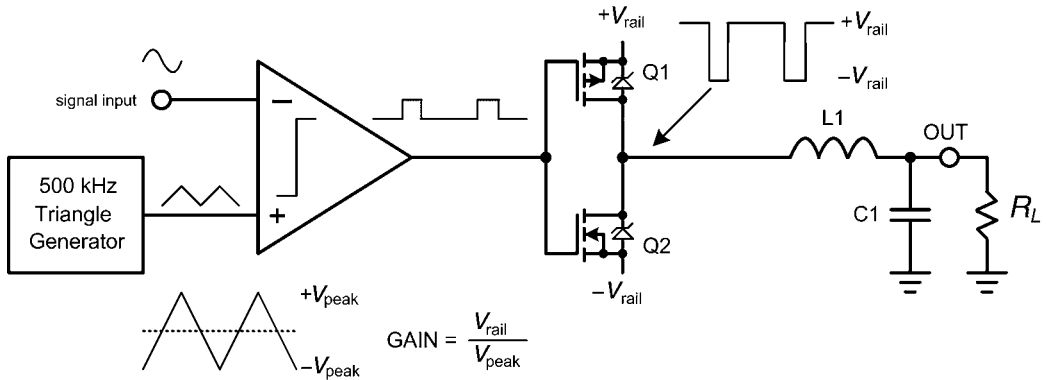 +Vrail
+Vrail
Q1
−Vrail
signal input
−
L1
OUT
500 kHz
Triangle
Generator
+
C1
RL
Q2
−Vrail
+Vpeak
GAIN = Vrail
Vpeak
−Vpeak